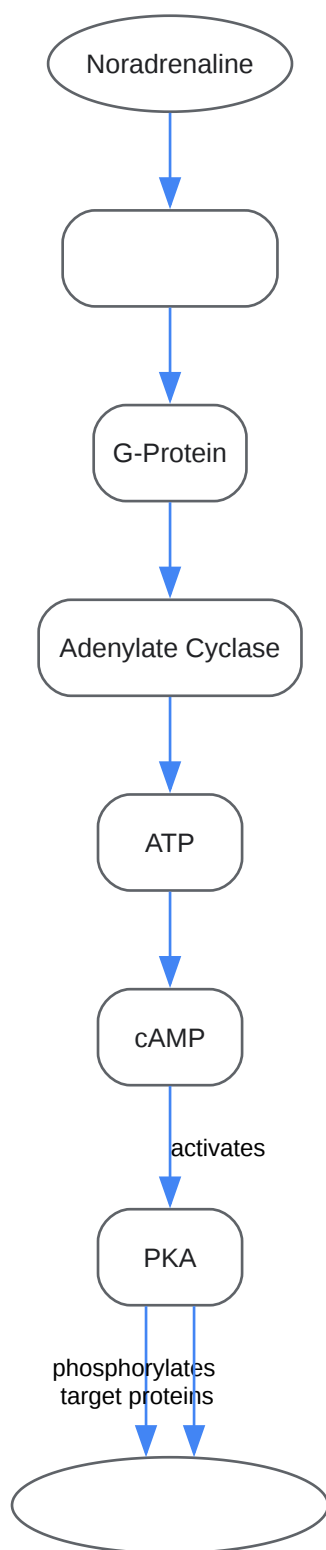 Noradrenaline
G-Protein
Adenylate Cyclase
ATP
cAMP
activates
PKA
phosphorylates
target proteins